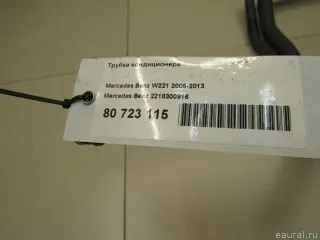 Трубка кондиционера
Mercedes Benz W221 2005-2013
Mercedes Benz 2218300916
80 723 115
eaural.ru/